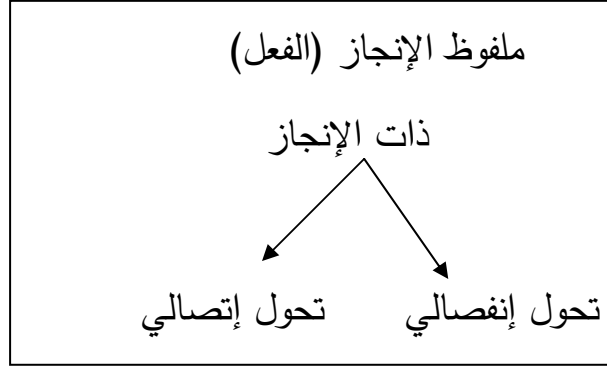 ملفوظ الإنجاز (الفعل)
ذات الإنجاز
تحول إنفصالي تحول إتصالي